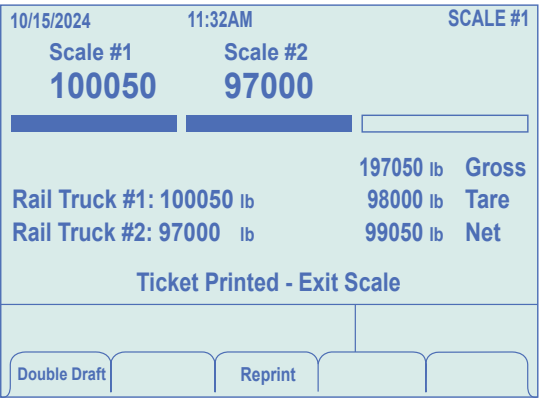 10/15/2024 11:32AM SCALE #1
Scale #1 Scale #2
100050 97000
197050 lb Gross
Rail Truck #1: 100050 lb 98000 lb Tare
Rail Truck #2: 97000 lb 99050 lb Net
Ticket Printed - Exit Scale
Double Draft Reprint